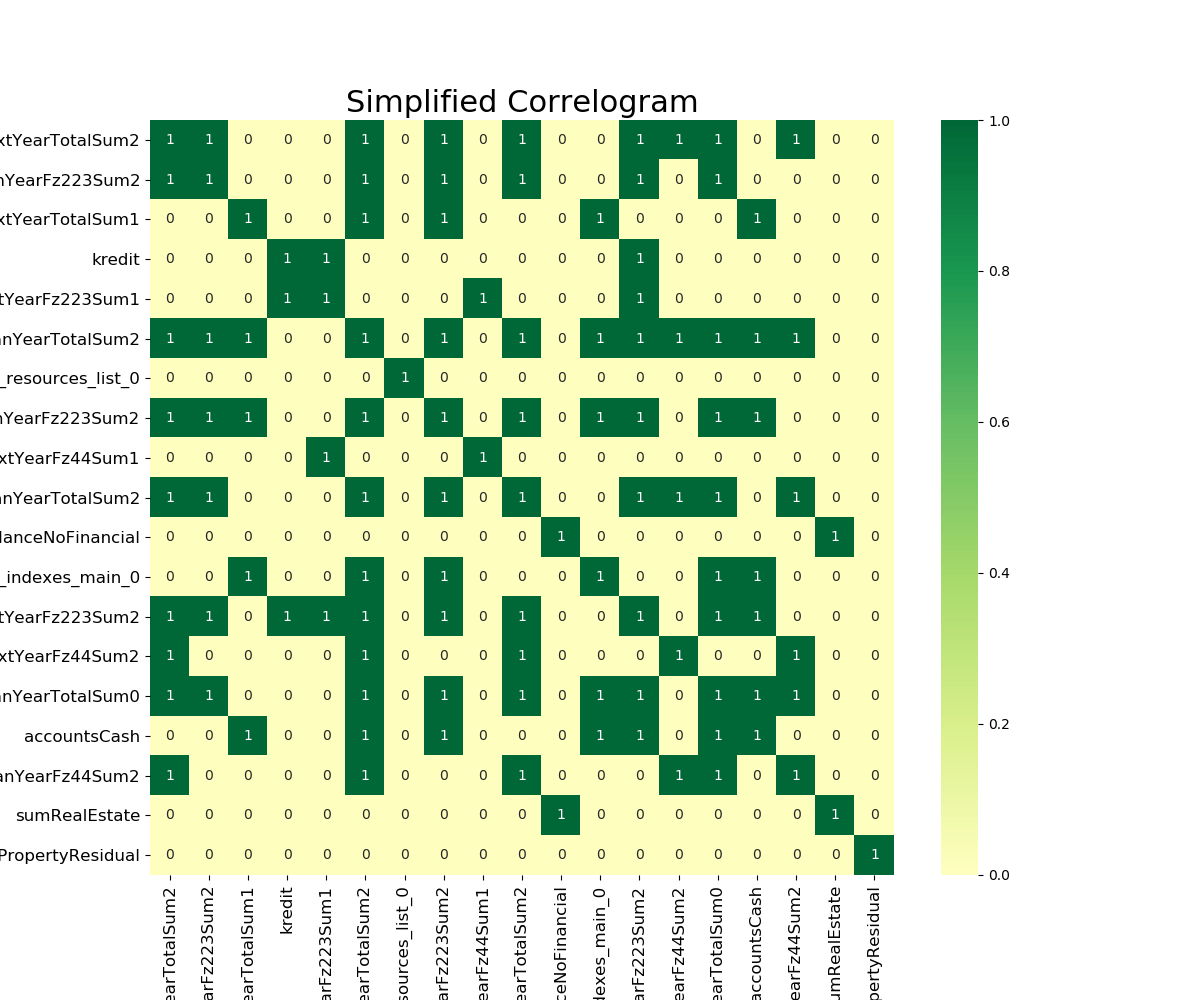 Simplified Correlogram
xtYearTotalSum2 1 1 0 0 0 1 0 1 0 1 0 0 1 1 1 0 1 0 0
nYearFz223Sum2 1 1 0 0 0 1 0 1 0 1 0 0 1 0 1 0 0 0 0
xtYearTotalSum1 0 0 1 0 0 1 0 1 0 0 0 1 0 0 0 1 0 0 0
kredit 0 0 0 1 1 0 0 0 0 0 0 0 1 0 0 0 0 0 0
tYearFz223Sum1 0 0 0 1 1 0 0 0 1 0 0 0 1 0 0 0 0 0 0
anYearTotalSum2 1 1 1 0 0 1 0 1 0 1 0 1 1 1 1 1 1 0 0
_resources_list_0 0 0 0 0 0 0 1 0 0 0 0 0 0 0 0 0 0 0 0
nYearFz223Sum2 1 1 1 0 0 1 0 1 0 1 0 1 1 0 1 1 0 0 0
xtYearFz44Sum1 0 0 0 0 1 0 0 0 1 0 0 0 0 0 0 0 0 0 0
anYearTotalSum2 1 1 0 0 0 1 0 1 0 1 0 0 1 1 1 0 1 0 0
lanceNoFinancial 0 0 0 0 0 0 0 0 0 0 1 0 0 0 0 0 0 1 0
_indexes_main_0 0 0 1 0 0 1 0 1 0 0 0 1 0 0 1 1 0 0 0
tYearFz223Sum2 1 1 0 1 1 1 0 1 0 1 0 0 1 0 1 1 0 0 0
xtYearFz44Sum2 1 0 0 0 0 1 0 0 0 1 0 0 0 1 0 0 1 0 0
anYearTotalSum0 1 1 0 0 0 1 0 1 0 1 0 1 1 0 1 1 1 0 0
accountsCash 0 0 1 0 0 1 0 1 0 0 0 1 1 0 1 1 0 0 0
anYearFz44Sum2 1 0 0 0 0 1 0 0 0 1 0 0 0 1 1 0 1 0 0
sumRealEstate 0 0 0 0 0 0 0 0 0 0 1 0 0 0 0 0 0 1 0
PropertyResidual 0 0 0 0 0 0 0 0 0 0 0 0 0 0 0 0 0 0 1
earTotalSum2
arFz223Sum2
earTotalSum1
kredit
arFz223Sum1
earTotalSum2
sources_list_0
arFz223Sum2
earFz44Sum1
earTotalSum2
ceNoFinancial
dexes_main_0
arFz223Sum2
earFz44Sum2
earTotalSum0
accountsCash
earFz44Sum2
umRealEstate
pertyResidual
1.0
0.8
0.6
0.4
0.2
0.0